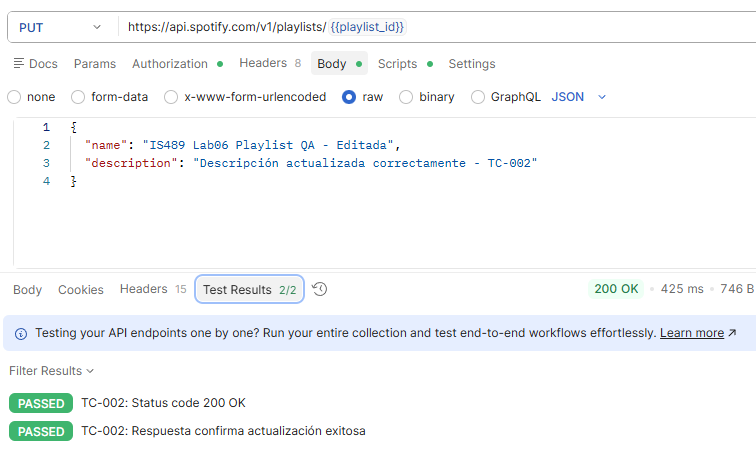 PUT https://api.spotify.com/v1/playlists/ {{playlist_id}}
Docs Params Authorization Headers 8 Body Scripts Settings
none form-data x-www-form-urlencoded raw binary GraphQL JSON
1 {
2 "name": "IS489 Lab06 Playlist QA - Editada",
3 "description": "Descripción actualizada correctamente - TC-002"
4 }
Body Cookies Headers 15 Test Results 2/2 200 OK 425 ms 746 B
Testing your API endpoints one by one? Run your entire collection and test end-to-end workflows effortlessly. Learn more
Filter Results
PASSED TC-002: Status code 200 OK
PASSED TC-002: Respuesta confirma actualización exitosa